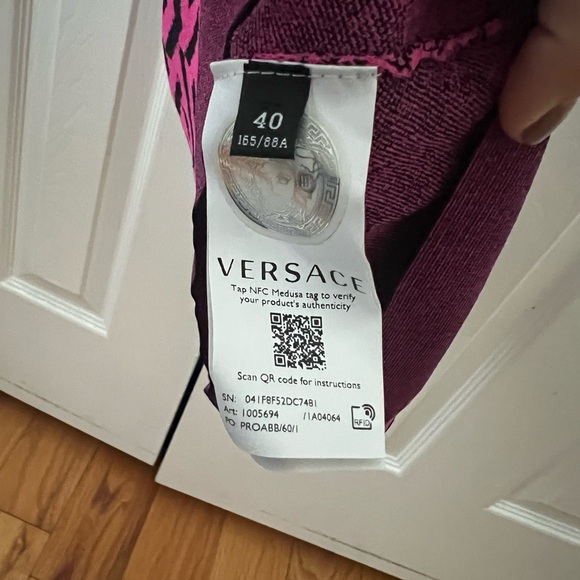 40
165/88A
VERSACE
Tap NFC Medusa tag to verify
your product's authenticity
Scan QR code for instructions
SN: 041F8F52DC74B1
Art: 1005694 /1A04064
PO PROABB/60/1
RFID